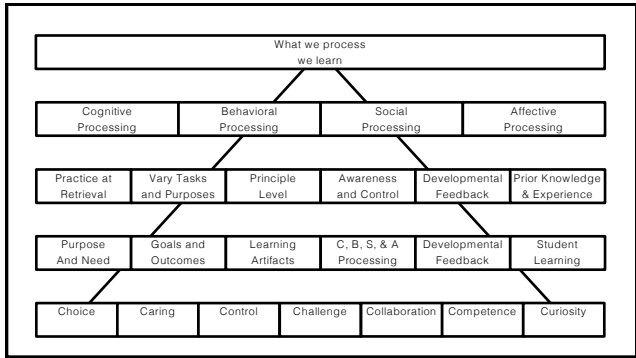 What we process
we learn
Cognitive
Processing
Behavioral
Processing
Social
Processing
Affective
Processing
Practice at
Retrieval
Vary Tasks
and Purposes
Principle
Level
Awareness
and Control
Developmental
Feedback
Prior Knowledge
& Experience
Purpose
And Need
Goals and
Outcomes
Learning
Artifacts
C, B, S, & A
Processing
Developmental
Feedback
Student
Learning
Choice
Caring
Control
Challenge
Collaboration
Competence
Curiosity